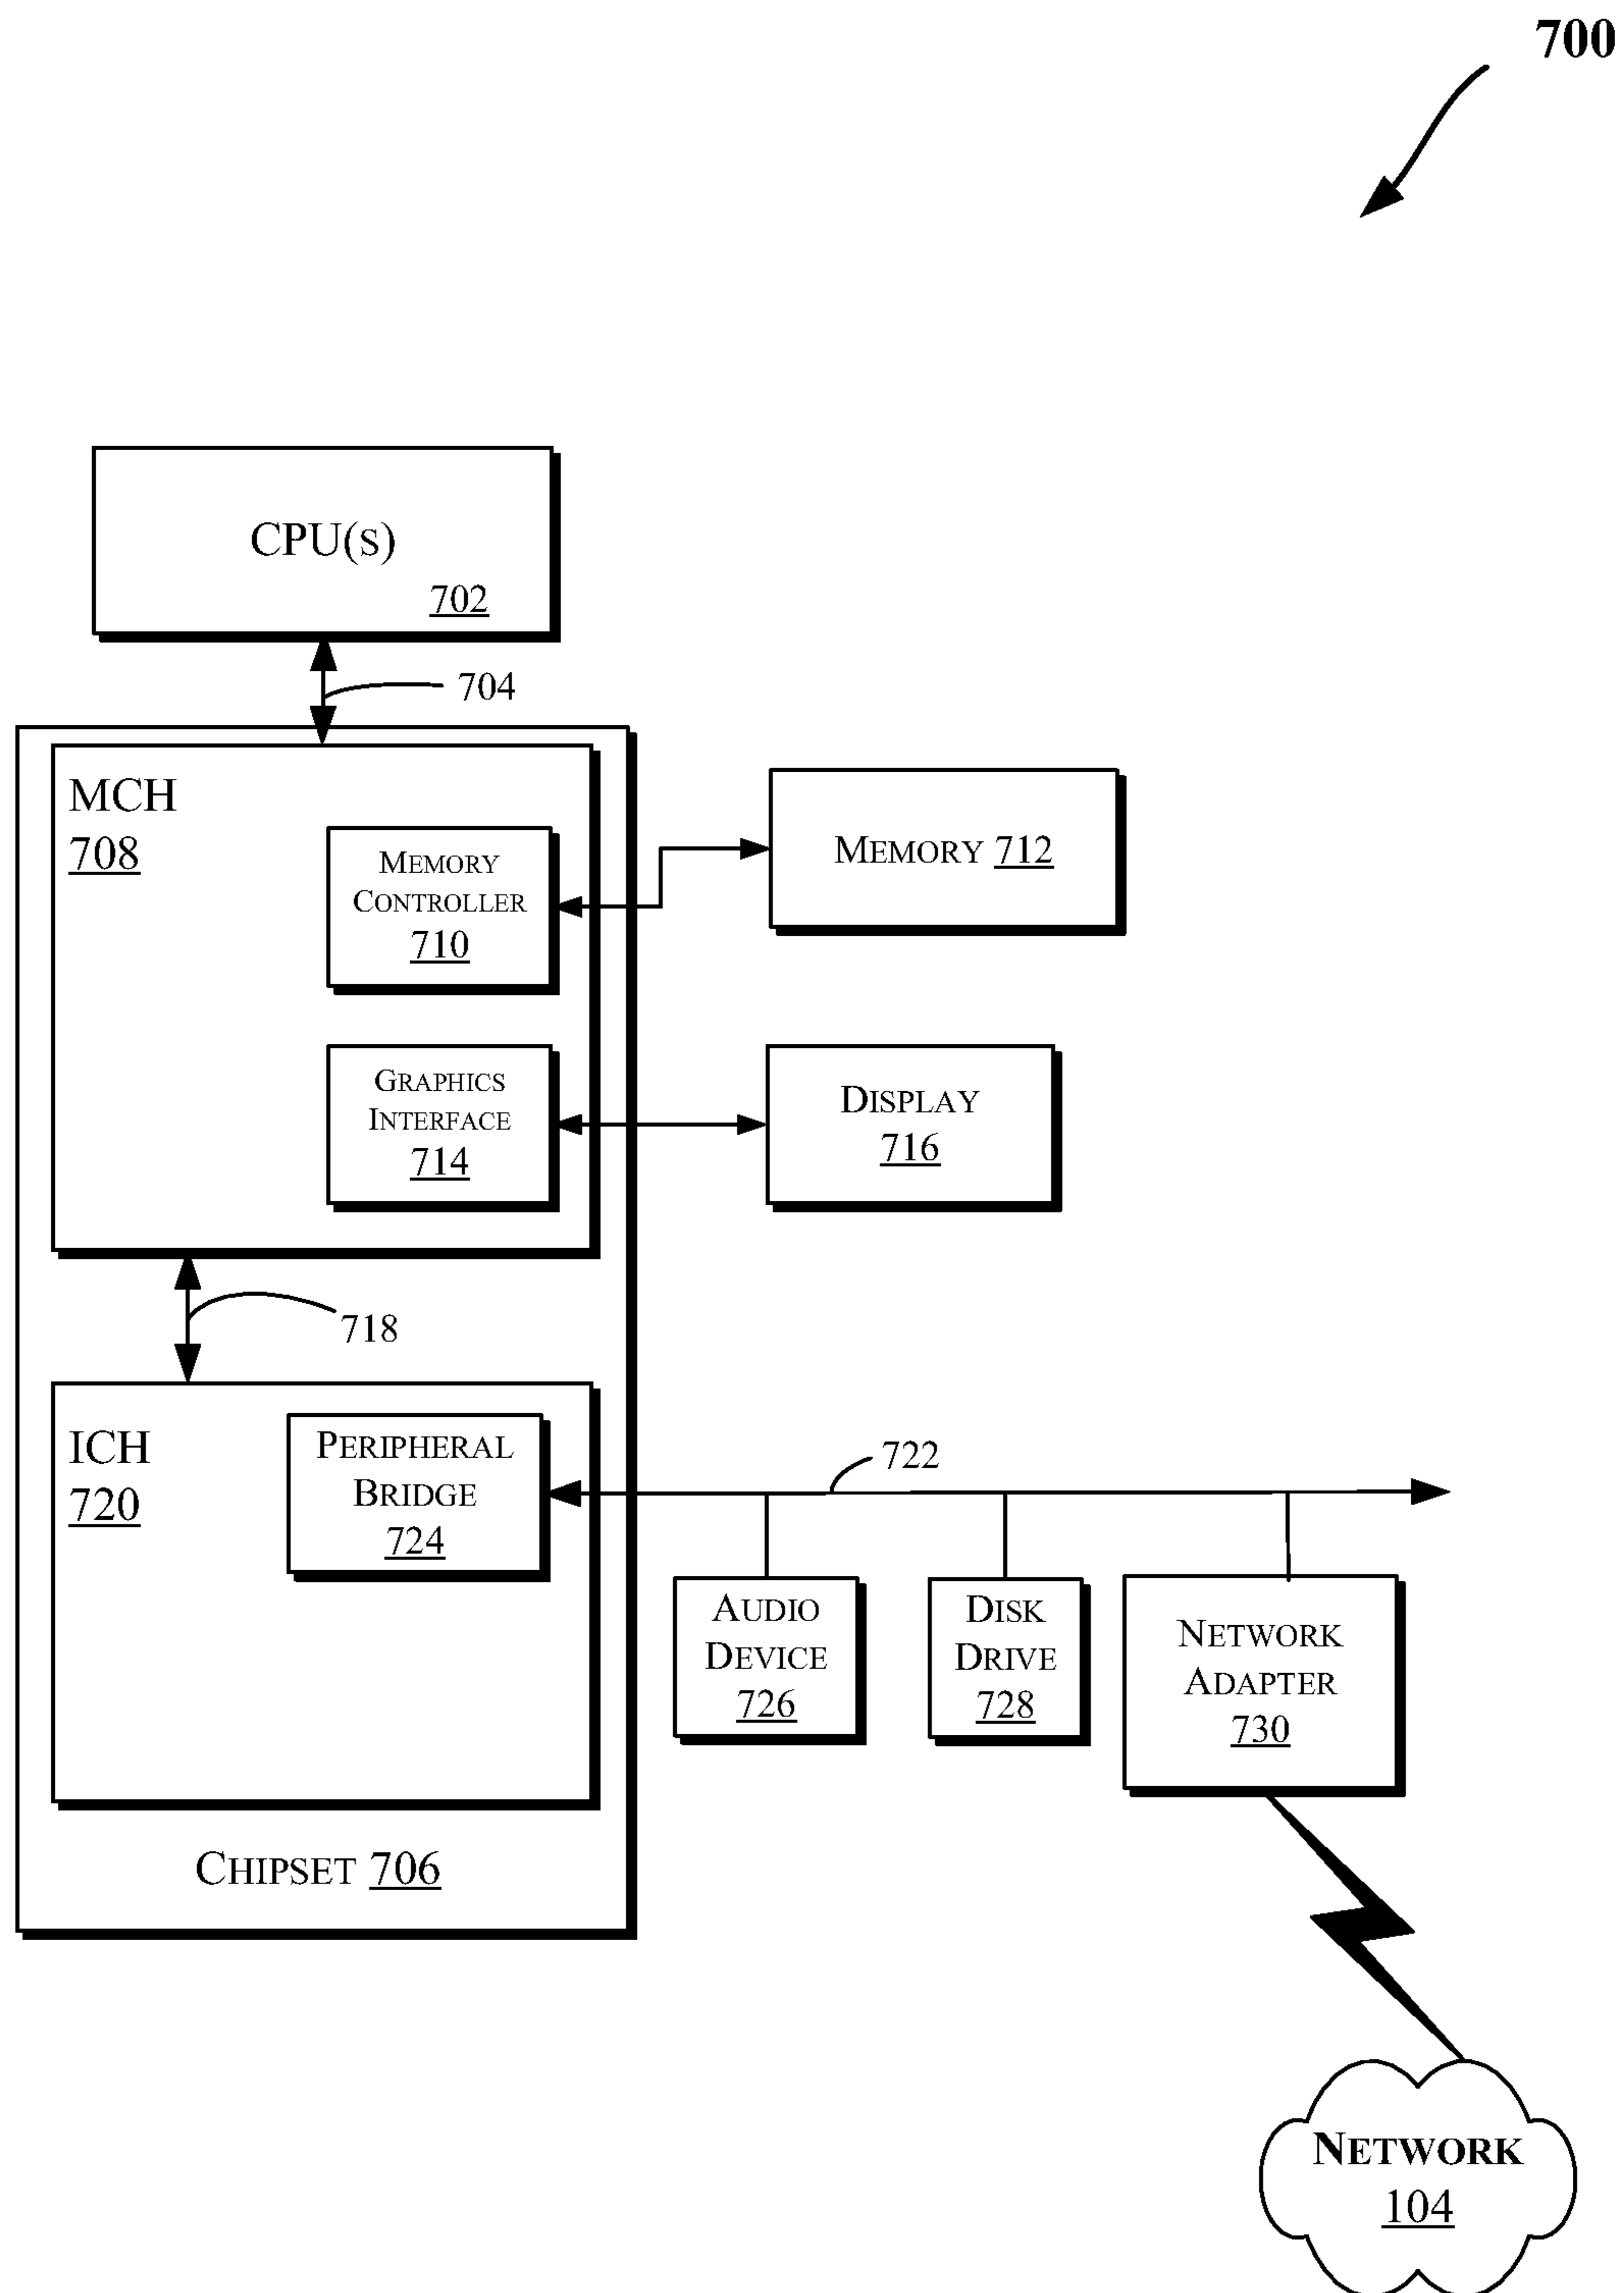 700
CPU(S)
702
704
MCH
708
MEMORY
CONTROLLER
710
MEMORY 712
GRAPHICS
INTERFACE
714
DISPLAY
716
718
ICH
720
PERIPHERAL
BRIDGE
724
722
AUDIO
DEVICE
726
DISK
DRIVE
728
NETWORK
ADAPTER
730
CHIPSET 706
NETWORK
104